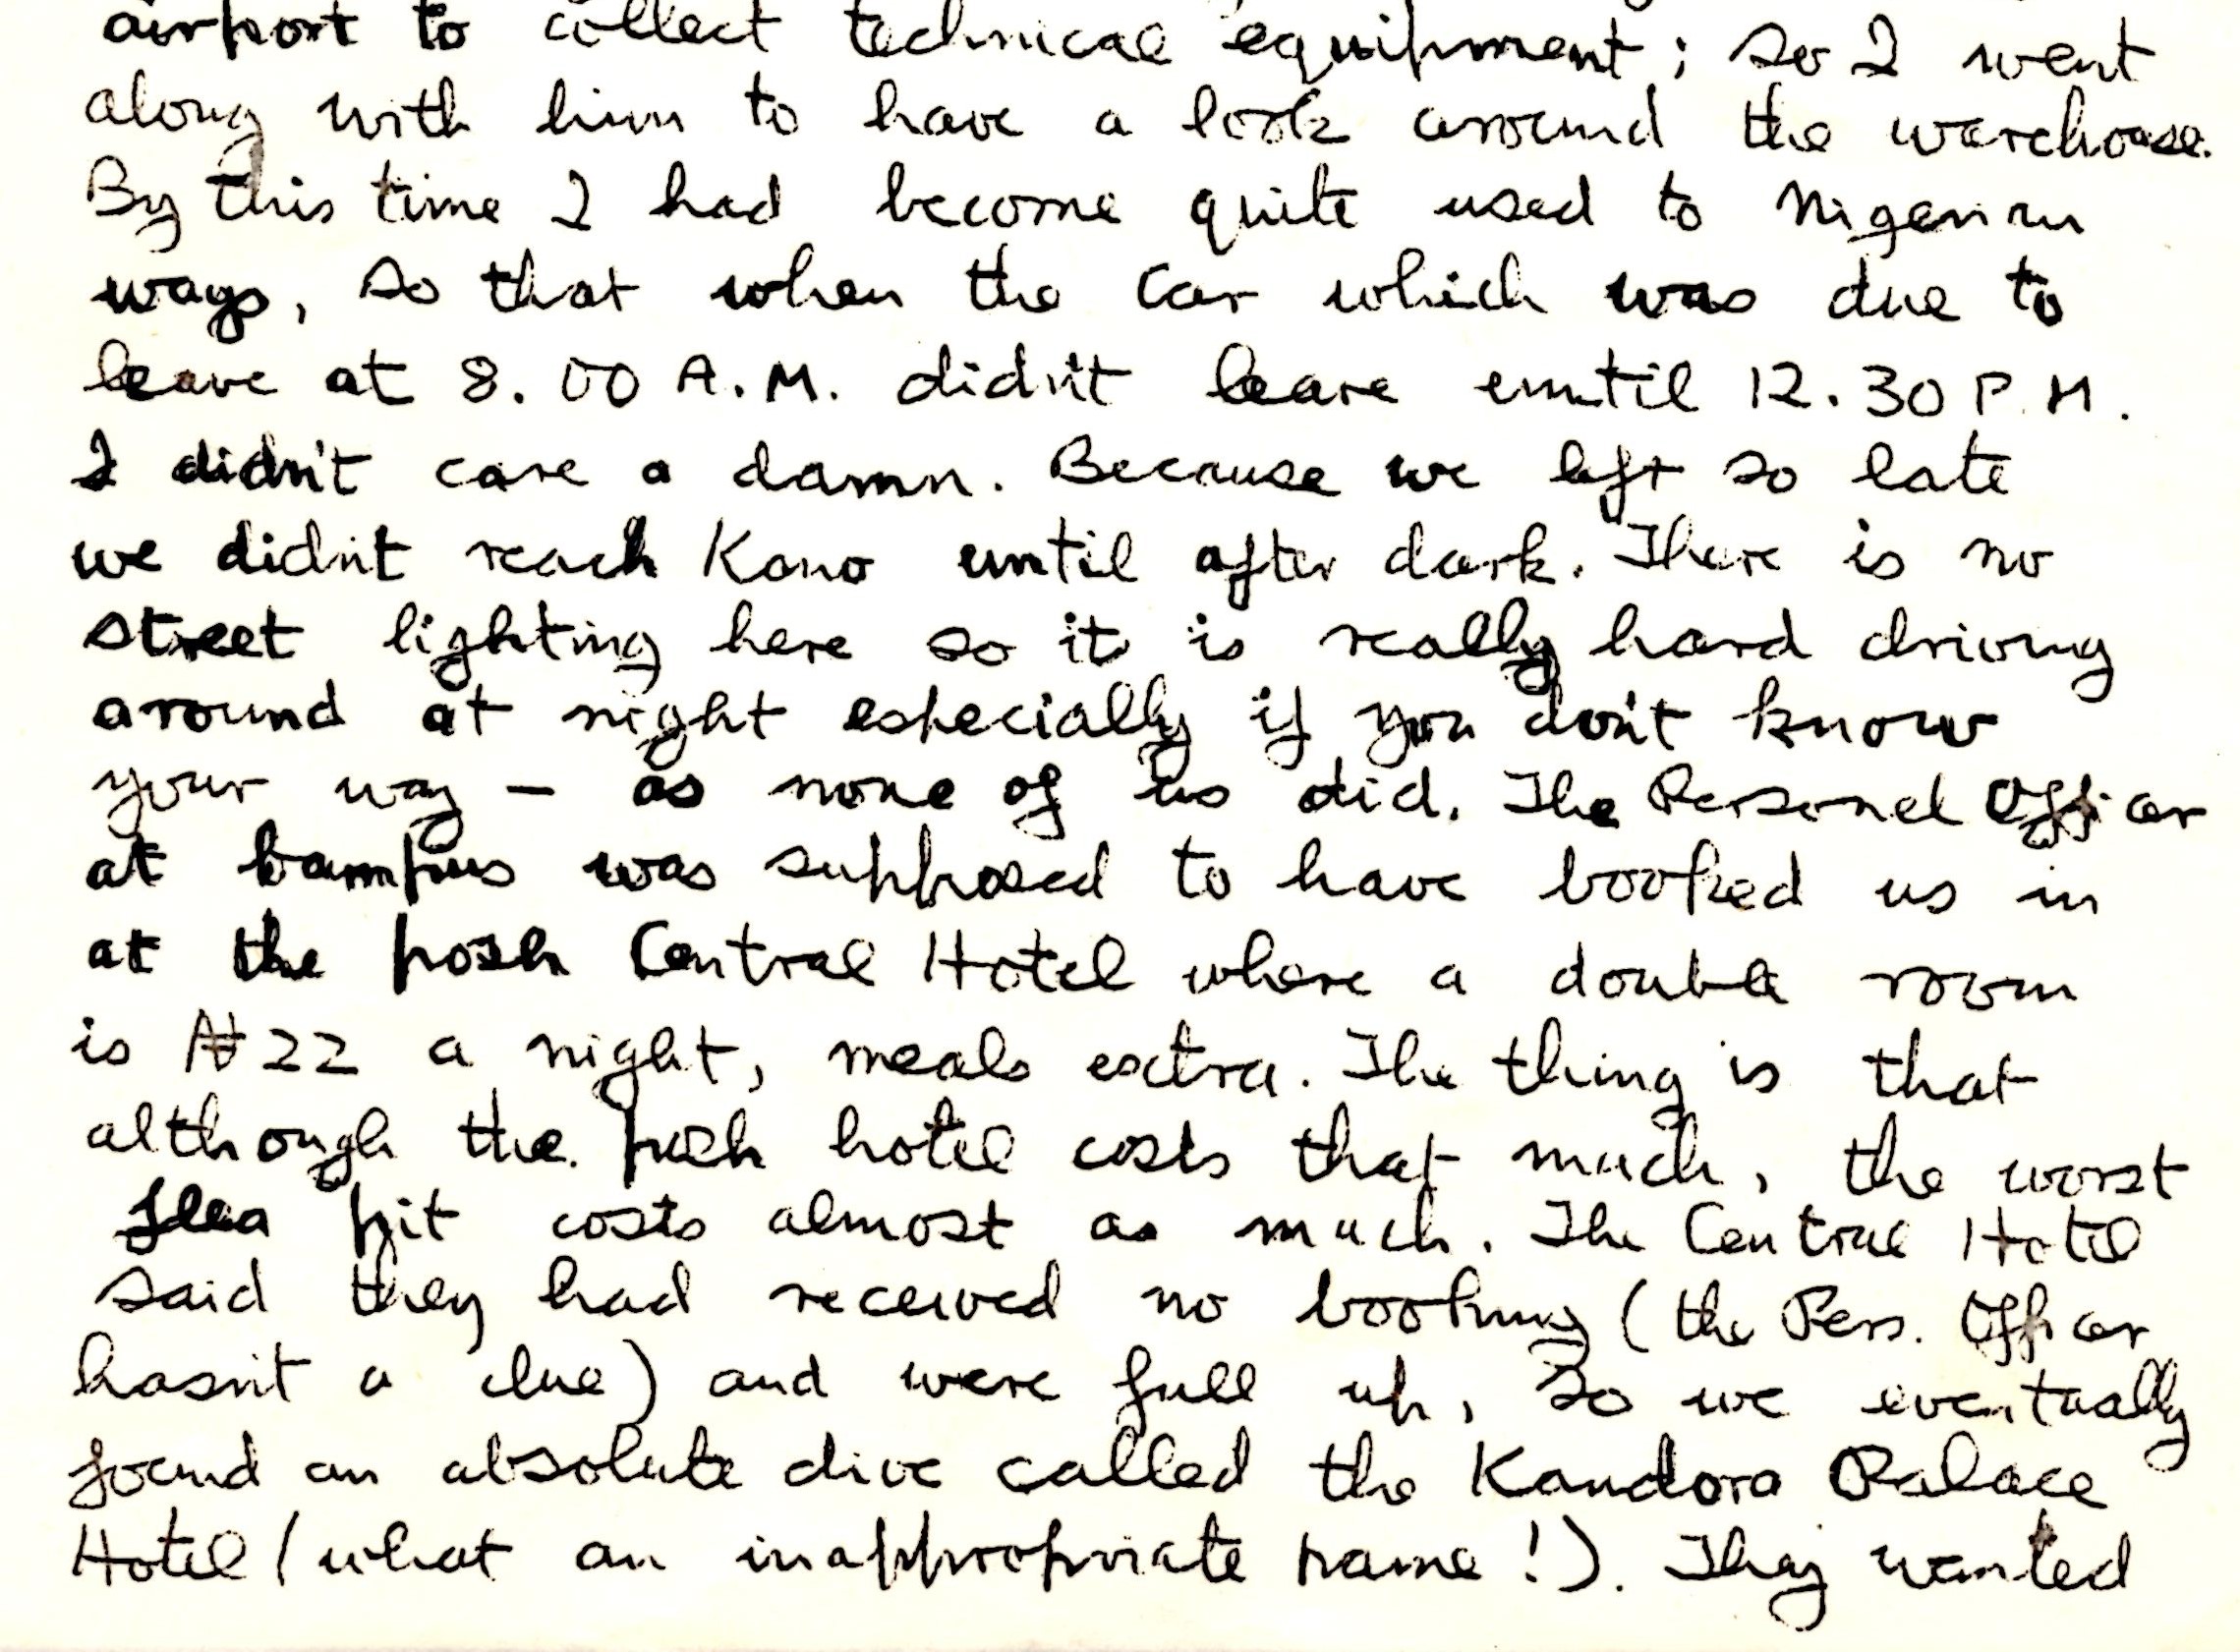 airport to collect technical equipment; so I went
along with him to have a look around the warehouse.
By this time I had become quite used to Nigerian
ways, so that when the car which was due to
leave at 8.00 A.M. didn't leave until 12.30 P.M.
I didn't care a damn. Because we left so late
we didn't reach Kano until after dark. There is no
street lighting here so it is really hard driving
around at night especially if you don't know
your way – as none of us did. The Personel Officer
at bampus was supposed to have booked us in
at the posh Central Hotel where a double room
is ₦22 a night, meals extra. The thing is that
although the posh hotel costs that much, the worst
flea pit costs almost as much. The Central Hotel
said they had received no booking (the Pers. Officer
hasn't a clue) and were full up, so we eventually
found an absolute dive called the Kandora Palace
Hotel (what an inappropriate name!). They wanted